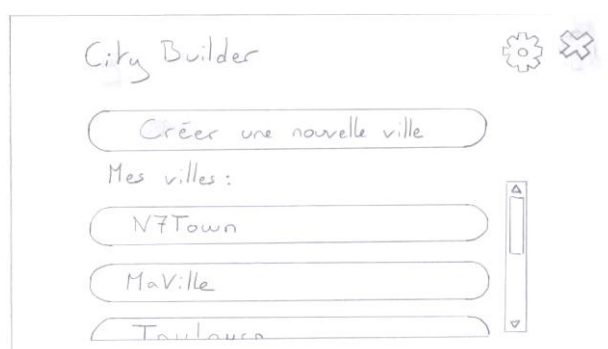 City Builder
Créer une nouvelle ville
Mes villes :
N7Town
MaVille